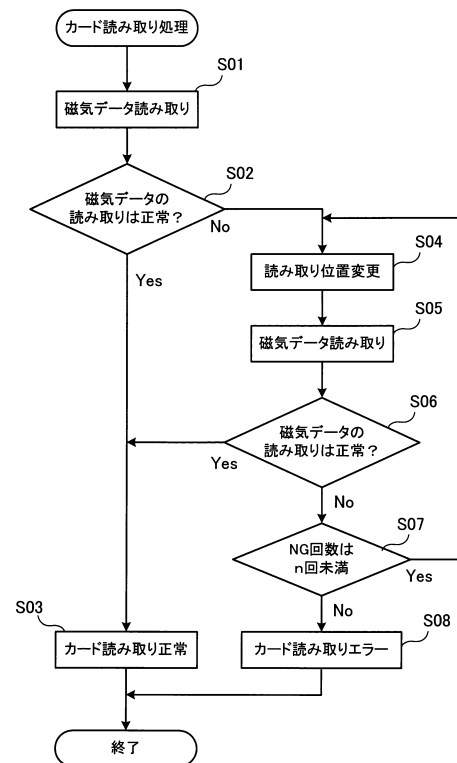 カード読み取り処理
S01
磁気データ読み取り
S02
磁気データの
読み取りは正常？
No
Yes
S04
読み取り位置変更
S05
磁気データ読み取り
S06
磁気データの
読み取りは正常？
Yes
No
S07
NG回数は
n回未満
Yes
No
S03
カード読み取り正常
S08
カード読み取りエラー
終了